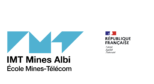 IMT Mines Albi
École Mines-Télécom
RÉPUBLIQUE
FRANÇAISE